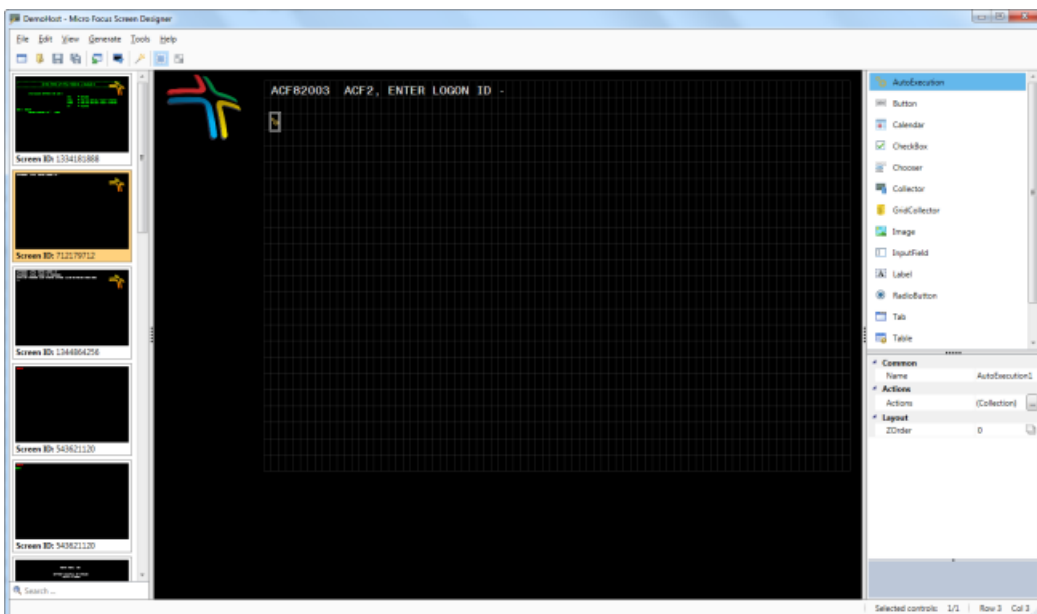 DemoHost - Micro Focus Screen Designer
File Edit View Generate Tools Help
Screen ID: 1334181888
Screen ID: 712179712
Screen ID: 1344864256
Screen ID: 543621120
Screen ID: 543621120
Search ...
ACF82003 ACF2, ENTER LOGON ID -
AutoExecution
Button
Calendar
CheckBox
Chooser
Collector
GridCollector
Image
InputField
Label
RadioButton
Tab
Table
Common
Name AutoExecution1
Actions
Actions (Collection) ...
Layout
ZOrder 0
Selected controls: 1/1 Row 3 Col 3